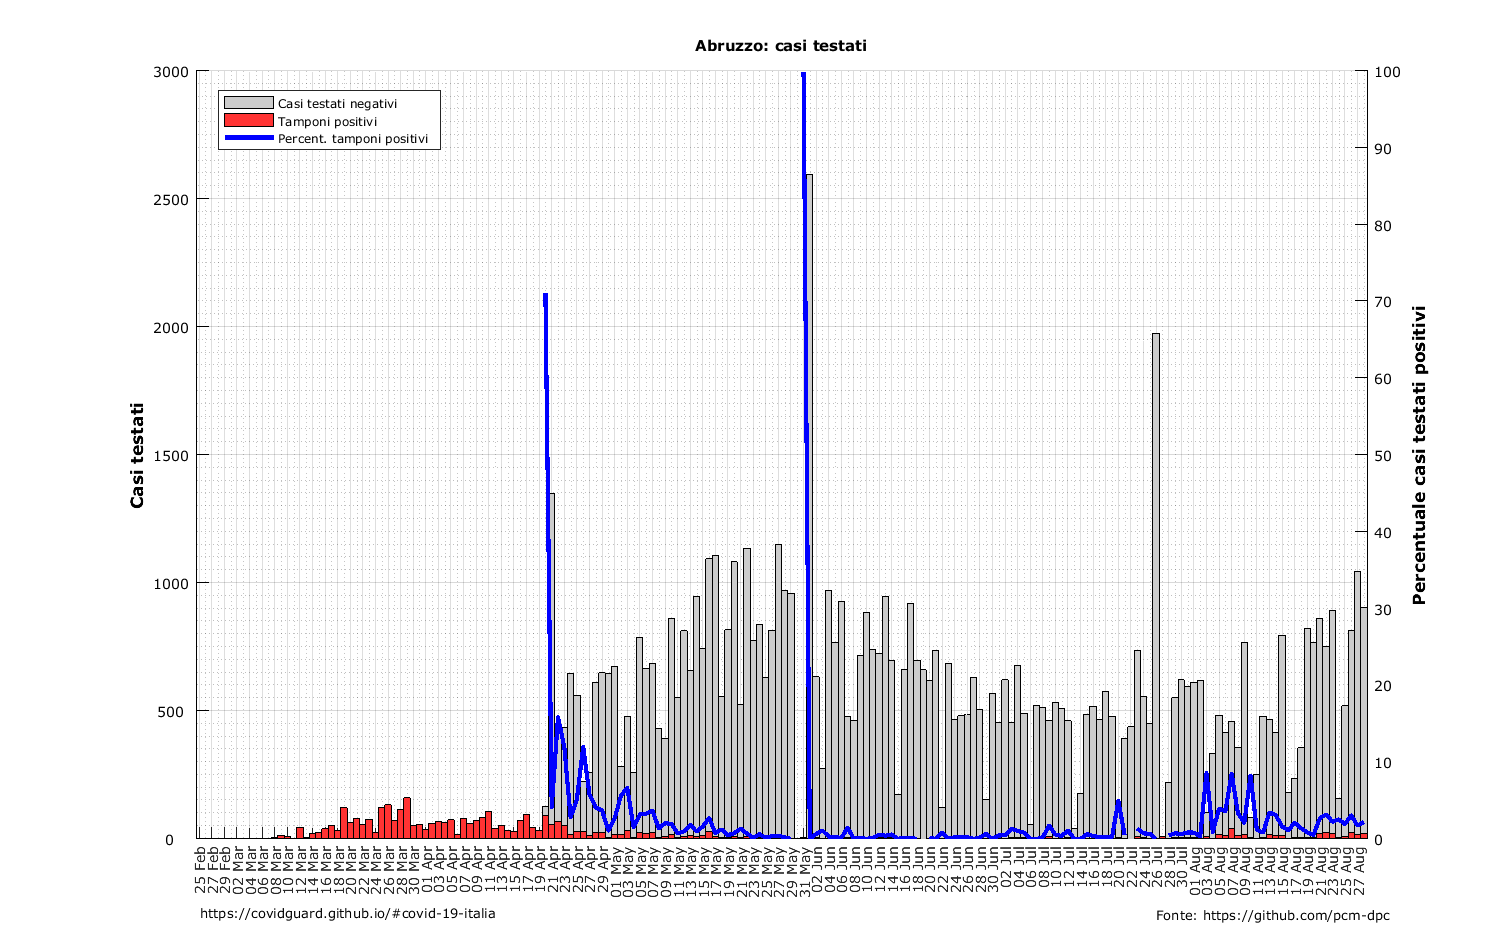 Abruzzo: casi testati
Casi testati negativi
Tamponi positivi
Percent. tamponi positivi
Casi testati
3000
2500
2000
1500
1000
500
0
100
90
80
70
60
50
40
30
20
10
0
Percentuale casi testati positivi
25 Feb
27 Feb
29 Feb
02 Mar
04 Mar
06 Mar
08 Mar
10 Mar
12 Mar
14 Mar
16 Mar
18 Mar
20 Mar
22 Mar
24 Mar
26 Mar
28 Mar
30 Mar
01 Apr
03 Apr
05 Apr
07 Apr
09 Apr
11 Apr
13 Apr
15 Apr
17 Apr
19 Apr
21 Apr
23 Apr
25 Apr
27 Apr
29 Apr
01 May
03 May
05 May
07 May
09 May
11 May
13 May
15 May
17 May
19 May
21 May
23 May
25 May
27 May
29 May
31 May
02 Jun
04 Jun
06 Jun
08 Jun
10 Jun
12 Jun
14 Jun
16 Jun
18 Jun
20 Jun
22 Jun
24 Jun
26 Jun
28 Jun
30 Jun
02 Jul
04 Jul
06 Jul
08 Jul
10 Jul
12 Jul
14 Jul
16 Jul
18 Jul
20 Jul
22 Jul
24 Jul
26 Jul
28 Jul
30 Jul
01 Aug
03 Aug
05 Aug
07 Aug
09 Aug
11 Aug
13 Aug
15 Aug
17 Aug
19 Aug
21 Aug
23 Aug
25 Aug
27 Aug
https://covidguard.github.io/#covid-19-italia
Fonte: https://github.com/pcm-dpc